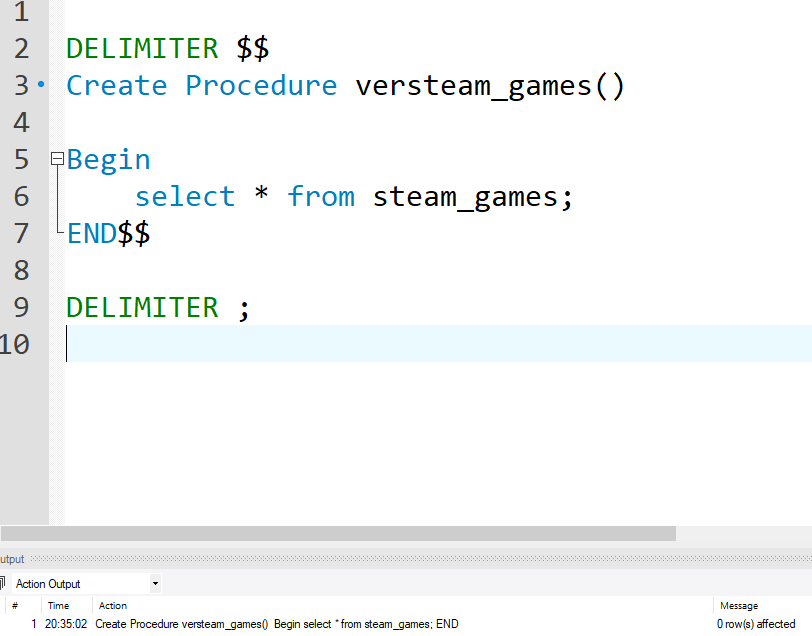 1
2 DELIMITER $$
3 Create Procedure versteam_games()
4
5 Begin
6 select * from steam_games;
7 END$$
8
9 DELIMITER ;
10
utput
Action Output
# Time Action Message
1 20:35:02 Create Procedure versteam_games() Begin select * from steam_games; END 0 row(s) affected